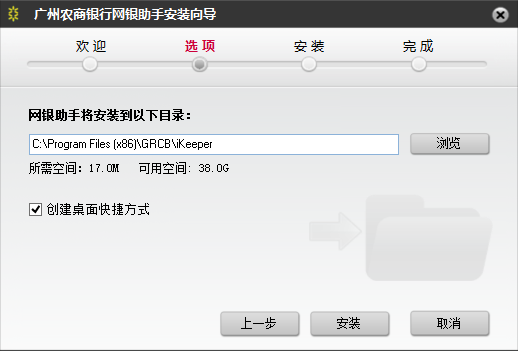 广州农商银行网银助手安装向导
欢迎 选项 安装 完成
网银助手将安装到以下目录：
C:\Program Files (x86)\GRCB\iKeeper 浏览
所需空间：17.0M 可用空间：38.0G
创建桌面快捷方式
上一步 安装 取消